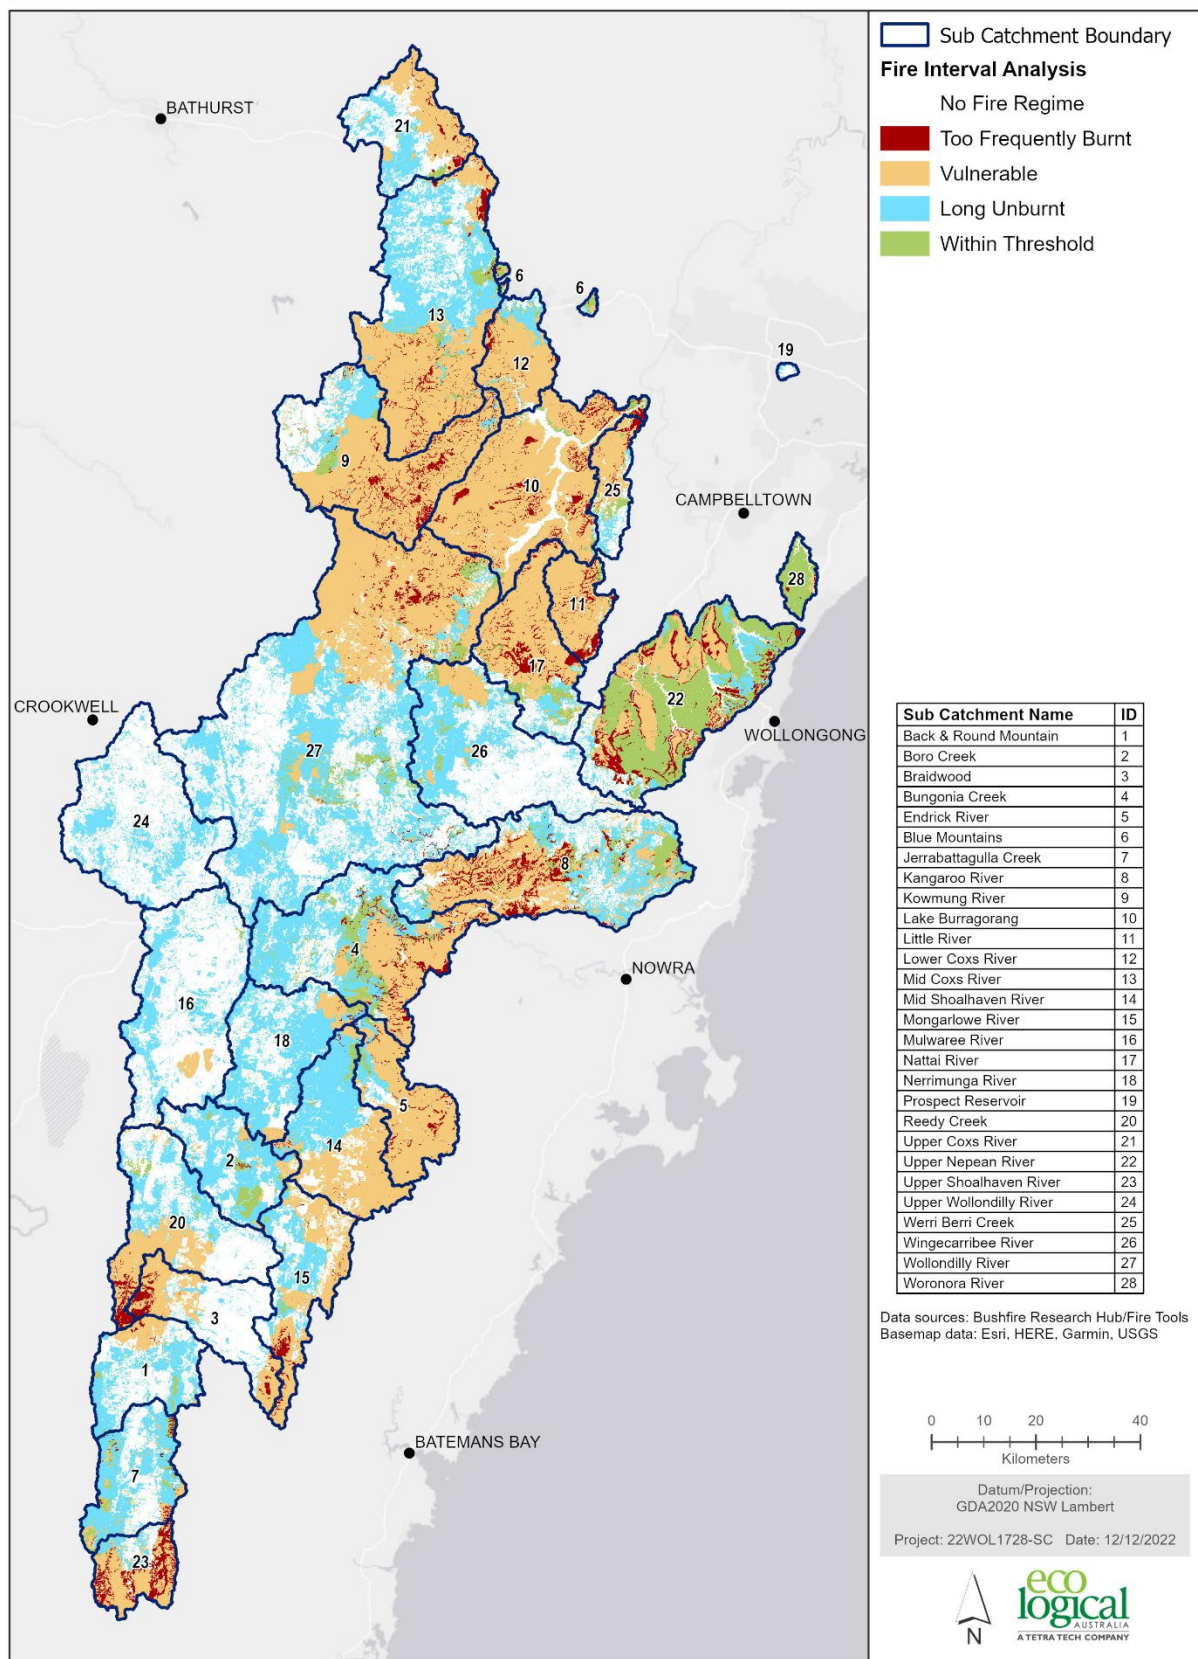 BATHURST
21
6
6
13
19
12
9
10
25
CAMPBELLTOWN
28
11
17
22
CROOKWELL
WOLLONGONG
27
26
24
8
4
NOWRA
16
18
5
14
2
20
15
3
1
BATEMANS BAY
7
23
Sub Catchment Boundary
Fire Interval Analysis
No Fire Regime
Too Frequently Burnt
Vulnerable
Long Unburnt
Within Threshold
Sub Catchment Name ID
Back & Round Mountain 1
Boro Creek 2
Braidwood 3
Bungonia Creek 4
Endrick River 5
Blue Mountains 6
Jerrabattagulla Creek 7
Kangaroo River 8
Kowmung River 9
Lake Burragorang 10
Little River 11
Lower Coxs River 12
Mid Coxs River 13
Mid Shoalhaven River 14
Mongarlowe River 15
Mulwaree River 16
Nattai River 17
Nerrimunga River 18
Prospect Reservoir 19
Reedy Creek 20
Upper Coxs River 21
Upper Nepean River 22
Upper Shoalhaven River 23
Upper Wollondilly River 24
Werri Berri Creek 25
Wingecarribee River 26
Wollondilly River 27
Woronora River 28
Data sources: Bushfire Research Hub/Fire Tools
Basemap data: Esri, HERE, Garmin, USGS
0 10 20 40
Kilometers
Datum/Projection:
GDA2020 NSW Lambert
Project: 22WOL1728-SC Date: 12/12/2022
N
eco
logical
AUSTRALIA
A TETRA TECH COMPANY